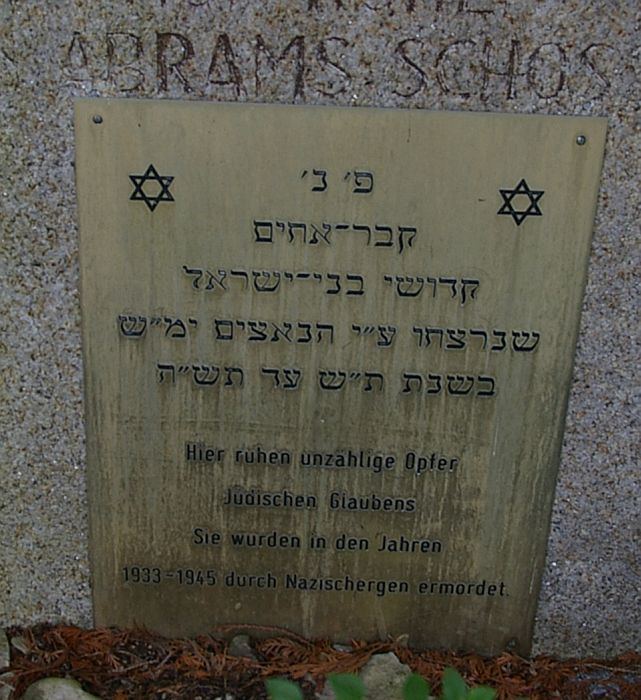 ABRAMS SCHOS
פ׳ נ׳
קבר־אחים
קדושי בני־ישראל
שנרצחו ע״י הנאצים ימ״ש
בשנת ת״ש עד תש״ה
Hier ruhen unzählige Opfer
Jüdischen Glaubens
Sie wurden in den Jahren
1933-1945 durch Nazischergen ermordet.